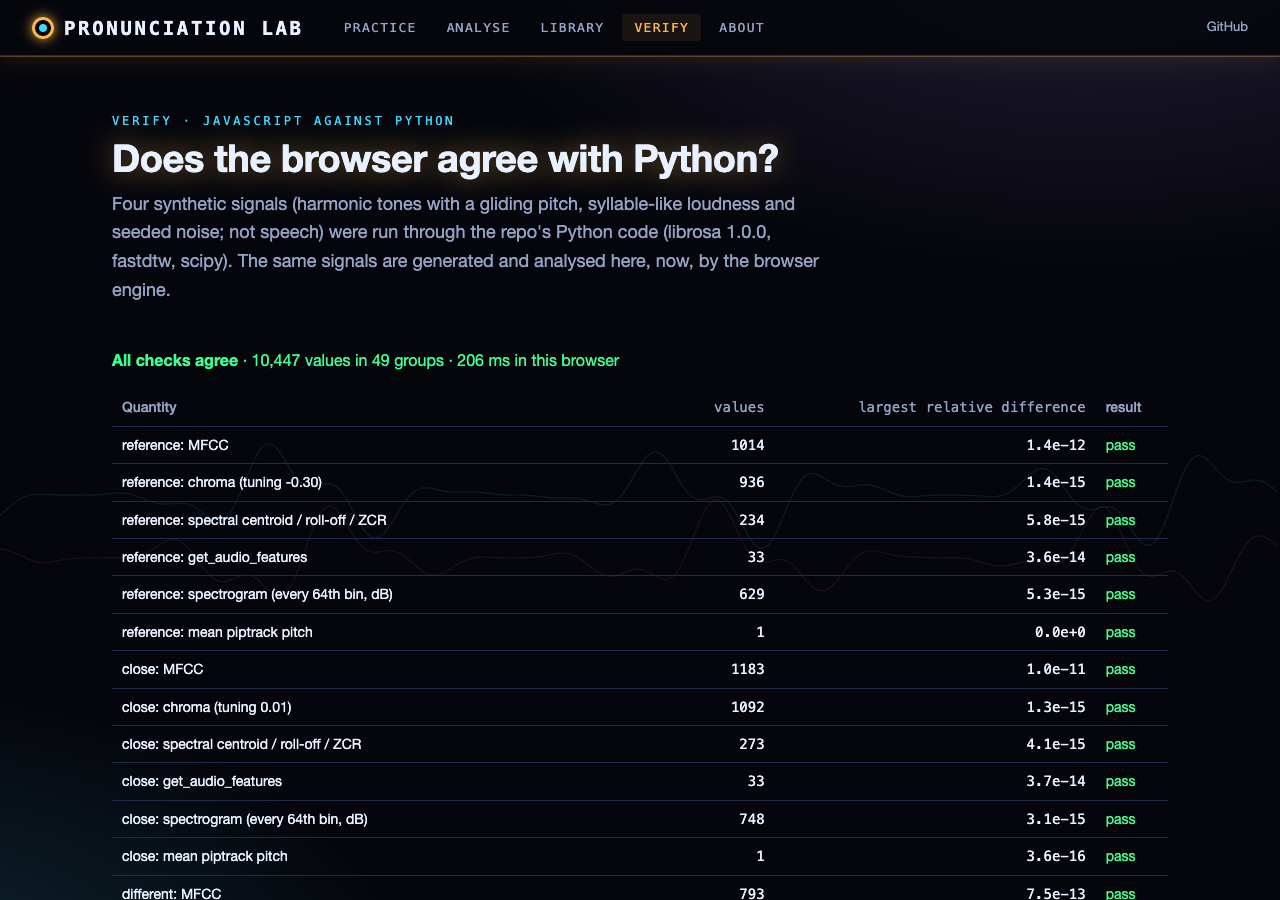 PRONUNCIATION LAB PRACTICE ANALYSE LIBRARY VERIFY ABOUT GitHub
VERIFY · JAVASCRIPT AGAINST PYTHON
Does the browser agree with Python?
Four synthetic signals (harmonic tones with a gliding pitch, syllable-like loudness and
seeded noise; not speech) were run through the repo's Python code (librosa 1.0.0,
fastdtw, scipy). The same signals are generated and analysed here, now, by the browser
engine.
All checks agree · 10,447 values in 49 groups · 206 ms in this browser
Quantity values largest relative difference result
reference: MFCC 1014 1.4e-12 pass
reference: chroma (tuning -0.30) 936 1.4e-15 pass
reference: spectral centroid / roll-off / ZCR 234 5.8e-15 pass
reference: get_audio_features 33 3.6e-14 pass
reference: spectrogram (every 64th bin, dB) 629 5.3e-15 pass
reference: mean piptrack pitch 1 0.0e+0 pass
close: MFCC 1183 1.0e-11 pass
close: chroma (tuning 0.01) 1092 1.3e-15 pass
close: spectral centroid / roll-off / ZCR 273 4.1e-15 pass
close: get_audio_features 33 3.7e-14 pass
close: spectrogram (every 64th bin, dB) 748 3.1e-15 pass
close: mean piptrack pitch 1 3.6e-16 pass
different: MFCC 793 7.5e-13 pass